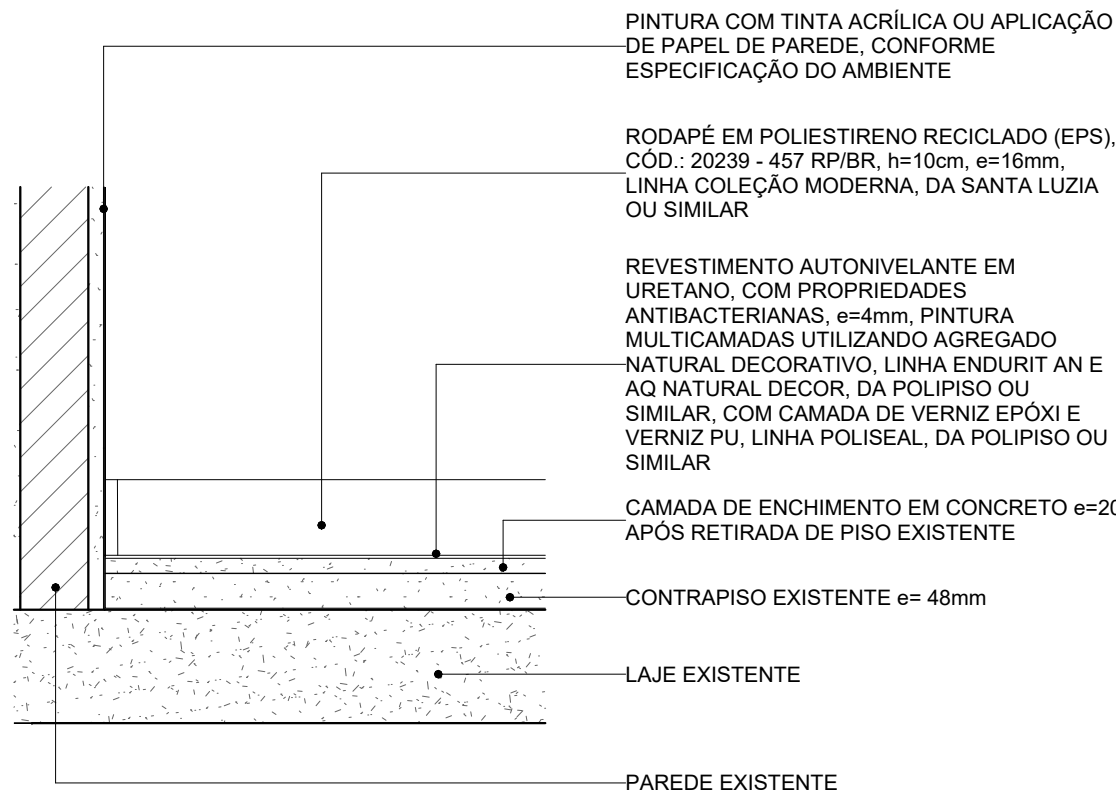 PINTURA COM TINTA ACRÍLICA OU APLICAÇÃO
DE PAPEL DE PAREDE, CONFORME
ESPECIFICAÇÃO DO AMBIENTE
RODAPÉ EM POLIESTIRENO RECICLADO (EPS),
CÓD.: 20239 - 457 RP/BR, h=10cm, e=16mm,
LINHA COLEÇÃO MODERNA, DA SANTA LUZIA
OU SIMILAR
REVESTIMENTO AUTONIVELANTE EM
URETANO, COM PROPRIEDADES
ANTIBACTERIANAS, e=4mm, PINTURA
MULTICAMADAS UTILIZANDO AGREGADO
NATURAL DECORATIVO, LINHA ENDURIT AN E
AQ NATURAL DECOR, DA POLIPISO OU
SIMILAR, COM CAMADA DE VERNIZ EPÓXI E
VERNIZ PU, LINHA POLISEAL, DA POLIPISO OU
SIMILAR
CAMADA DE ENCHIMENTO EM CONCRETO e=20
APÓS RETIRADA DE PISO EXISTENTE
CONTRAPISO EXISTENTE e= 48mm
LAJE EXISTENTE
PAREDE EXISTENTE